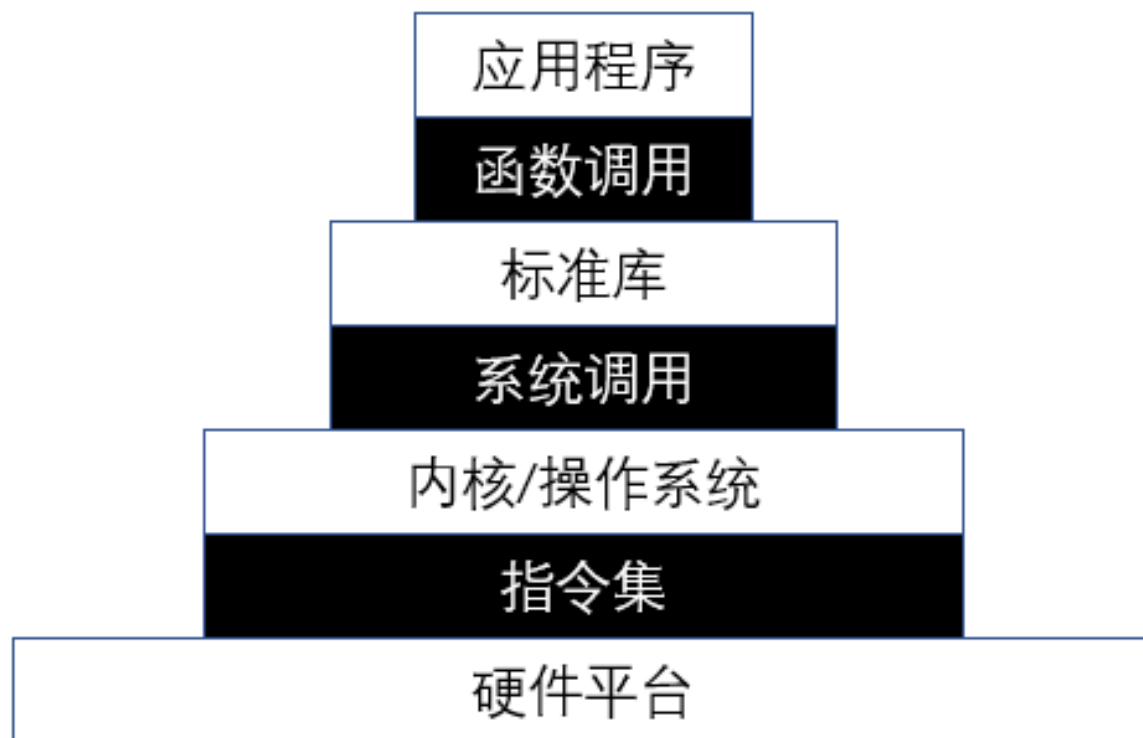 应用程序
函数调用
标准库
系统调用
内核/操作系统
指令集
硬件平台